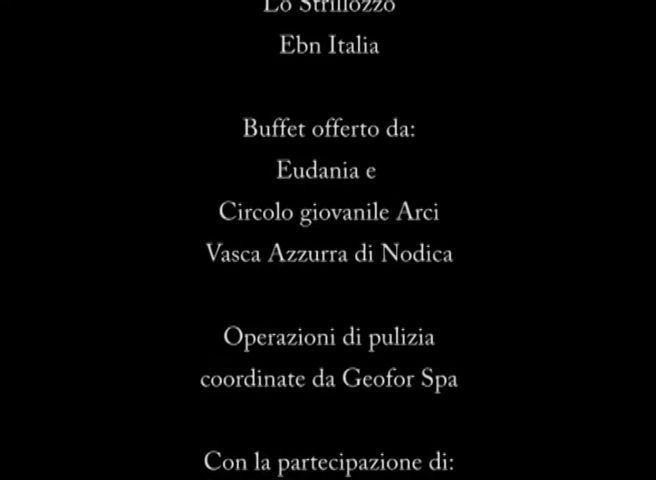 Lo Strillozzo
Ebn Italia
Buffet offerto da:
Eudania e
Circolo giovanile Arci
Vasca Azzurra di Nodica
Operazioni di pulizia
coordinate da Geofor Spa
Con la partecipazione di: